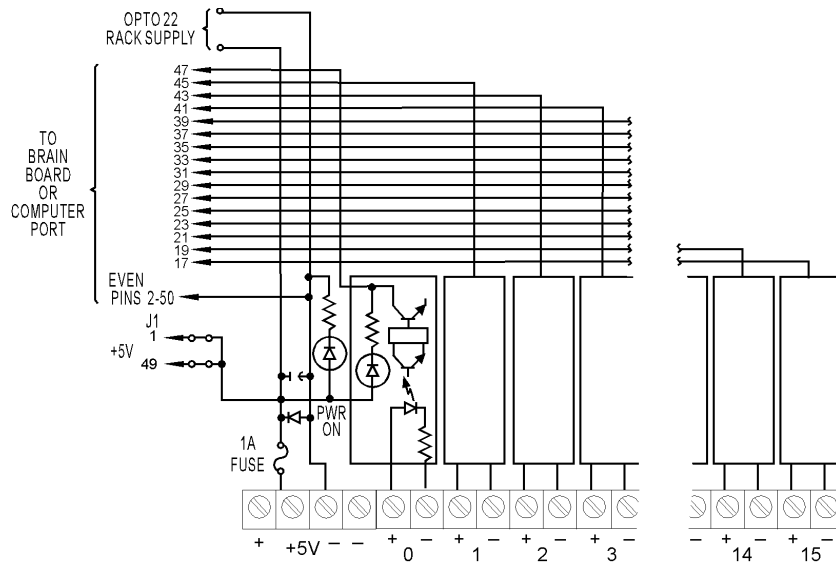 OPTO 22
RACK SUPPLY
47
45
43
41
39
37
35
33
31
29
27
25
23
21
19
17
TO
BRAIN
BOARD
OR
COMPUTER
PORT
EVEN
PINS 2-50
J1
1
+5V
49
PWR
ON
1A
FUSE
+ +5V – – + – + – + – + – – + – + –
0 1 2 3 14 15